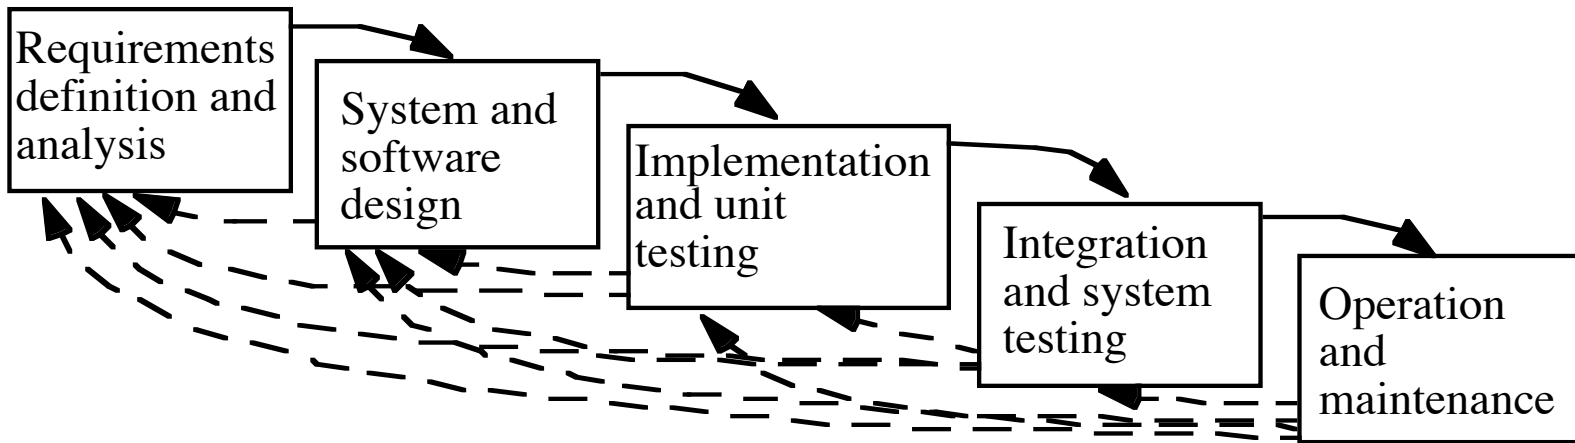 Requirements
definition and
analysis
System and
software
design
Implementation
and unit
testing
Integration
and system
testing
Operation
and
maintenance